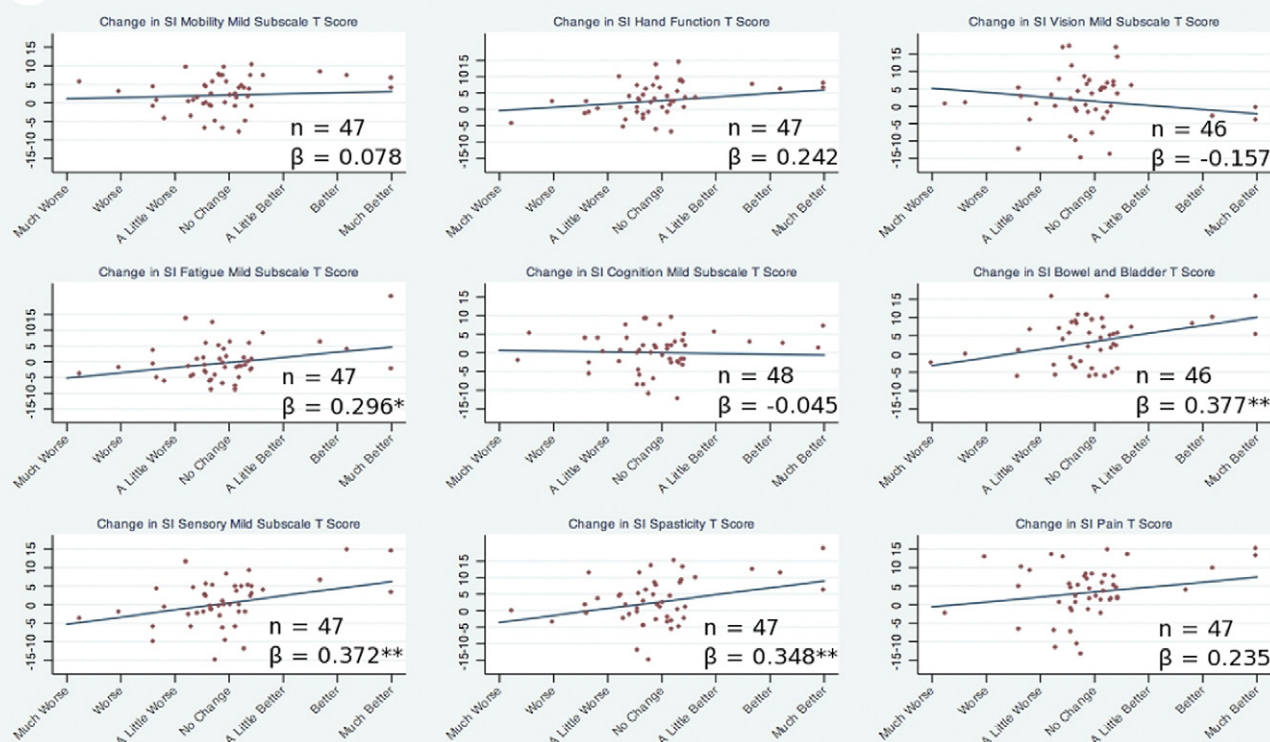 Change in SI Mobility Mild Subscale T Score
-15-10-5 0 5 10 15
n = 47
β = 0.078
Much Worse
Worse
A Little Worse
No Change
A Little Better
Better
Much Better
Change in SI Hand Function T Score
-15-10-5 0 5 1015
n = 47
β = 0.242
Much Worse
Worse
A Little Worse
No Change
A Little Better
Better
Much Better
Change in SI Vision Mild Subscale T Score
-15-10-5 0 5 10 15
n = 46
β = -0.157
Much Worse
Worse
A Little Worse
No Change
A Little Better
Better
Much Better
Change in SI Fatigue Mild Subscale T Score
-15-10-5 0 5 1015
n = 47
β = 0.296*
Much Worse
Worse
A Little Worse
No Change
A Little Better
Better
Much Better
Change in SI Cognition Mild Subscale T Score
-15-10-5 0 5 10 15
n = 48
β = -0.045
Much Worse
Worse
A Little Worse
No Change
A Little Better
Better
Much Better
Change in SI Bowel and Bladder T Score
-15-10-5 0 5 10 15
n = 46
β = 0.377**
Much Worse
Worse
A Little Worse
No Change
A Little Better
Better
Much Better
Change in SI Sensory Mild Subscale T Score
-15-10-5 0 5 10 15
n = 47
β = 0.372**
Much Worse
Worse
A Little Worse
No Change
A Little Better
Better
Much Better
Change in SI Spasticity T Score
-15-10-5 0 5 10 15
n = 47
β = 0.348**
Much Worse
Worse
A Little Worse
No Change
A Little Better
Better
Much Better
Change in SI Pain T Score
-15-10-5 0 5 10 15
n = 47
β = 0.235
Much Worse
Worse
A Little Worse
No Change
A Little Better
Better
Much Better